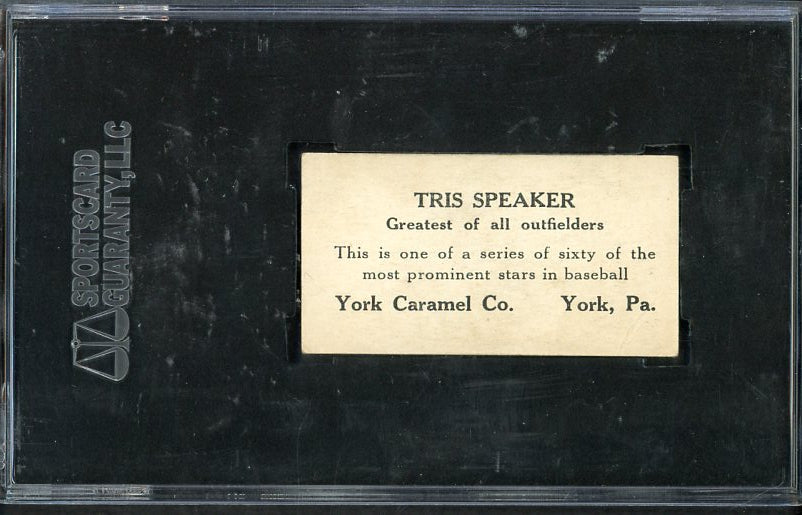 SPORTSCARD
GUARANTY, LLC
TRIS SPEAKER
Greatest of all outfielders
This is one of a series of sixty of the
most prominent stars in baseball
York Caramel Co. York, Pa.